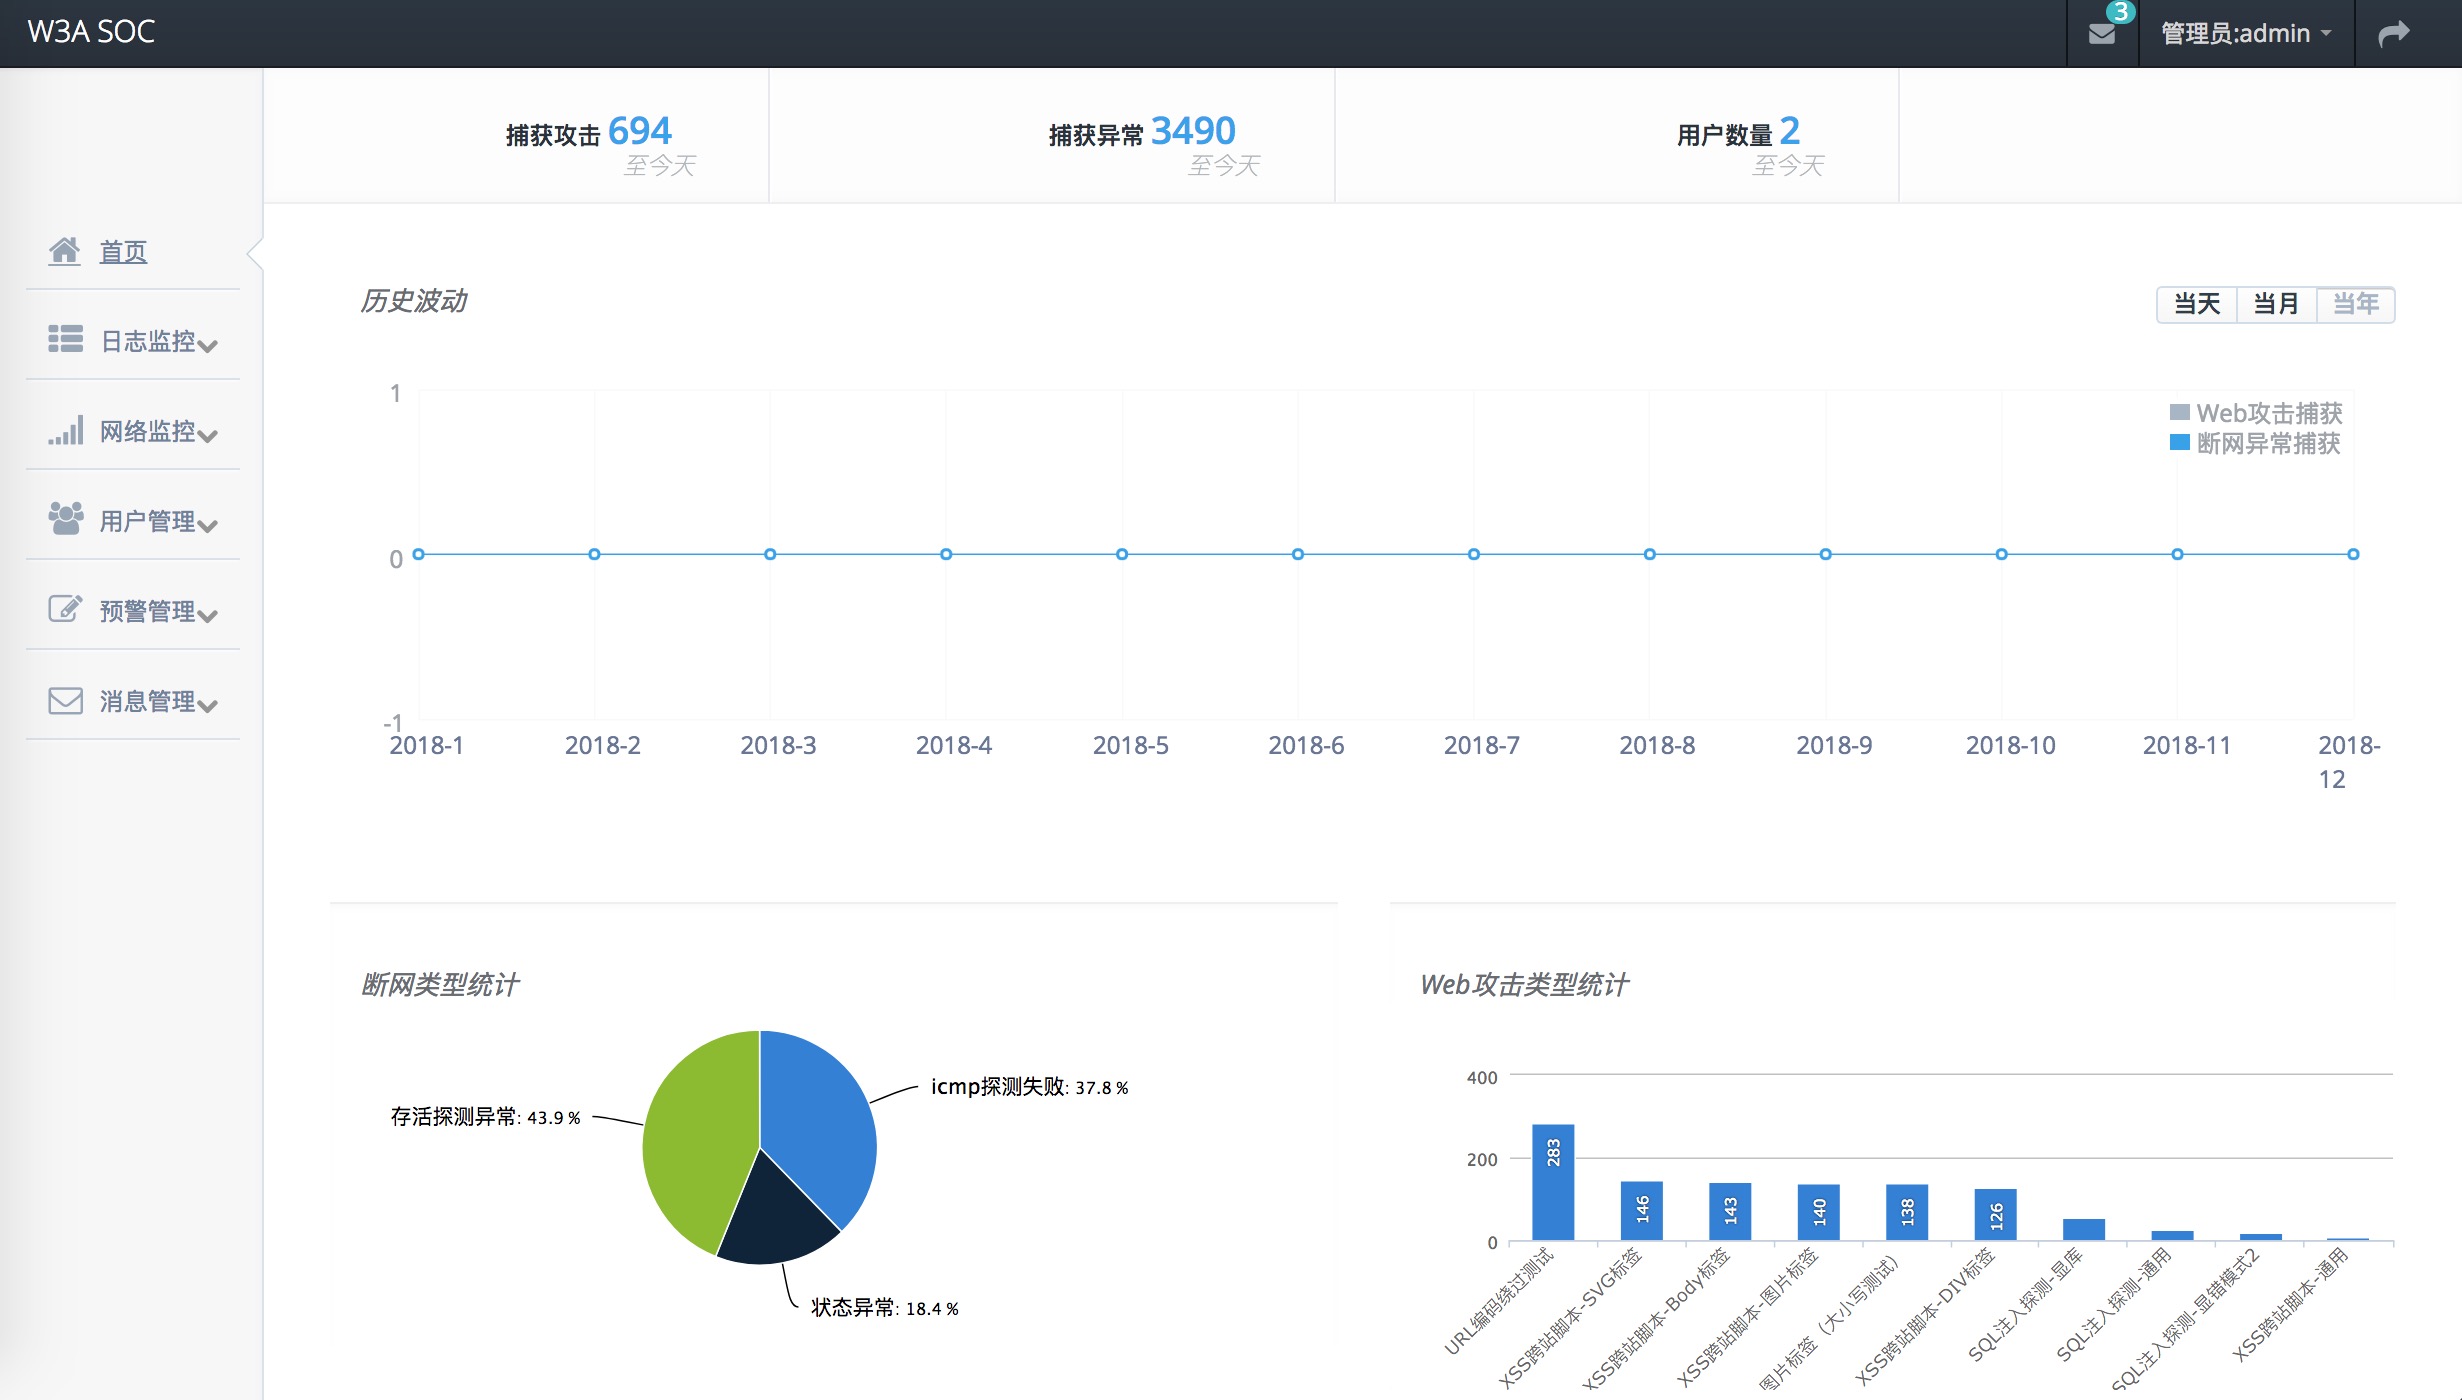 W3A SOC
3
管理员:admin
捕获攻击 694
至今天
捕获异常 3490
至今天
用户数量 2
至今天
首页
日志监控
网络监控
用户管理
预警管理
消息管理
历史波动
当天 当月 当年
Web攻击捕获
断网异常捕获
1
0
-1
2018-1 2018-2 2018-3 2018-4 2018-5 2018-6 2018-7 2018-8 2018-9 2018-10 2018-11 2018-
12
断网类型统计
icmp探测失败: 37.8 %
存活探测异常: 43.9 %
状态异常: 18.4 %
Web攻击类型统计
400
200
0
283 146 143 140 138 126
URL编码绕过测试
XSS跨站脚本-SVG标签
XSS跨站脚本-Body标签
XSS跨站脚本-图片标签
图片标签（大小写测试）
XSS跨站脚本-DIV标签
SQL注入探测-显库
SQL注入探测-通用
SQL注入探测-显错模式2
XSS跨站脚本-通用